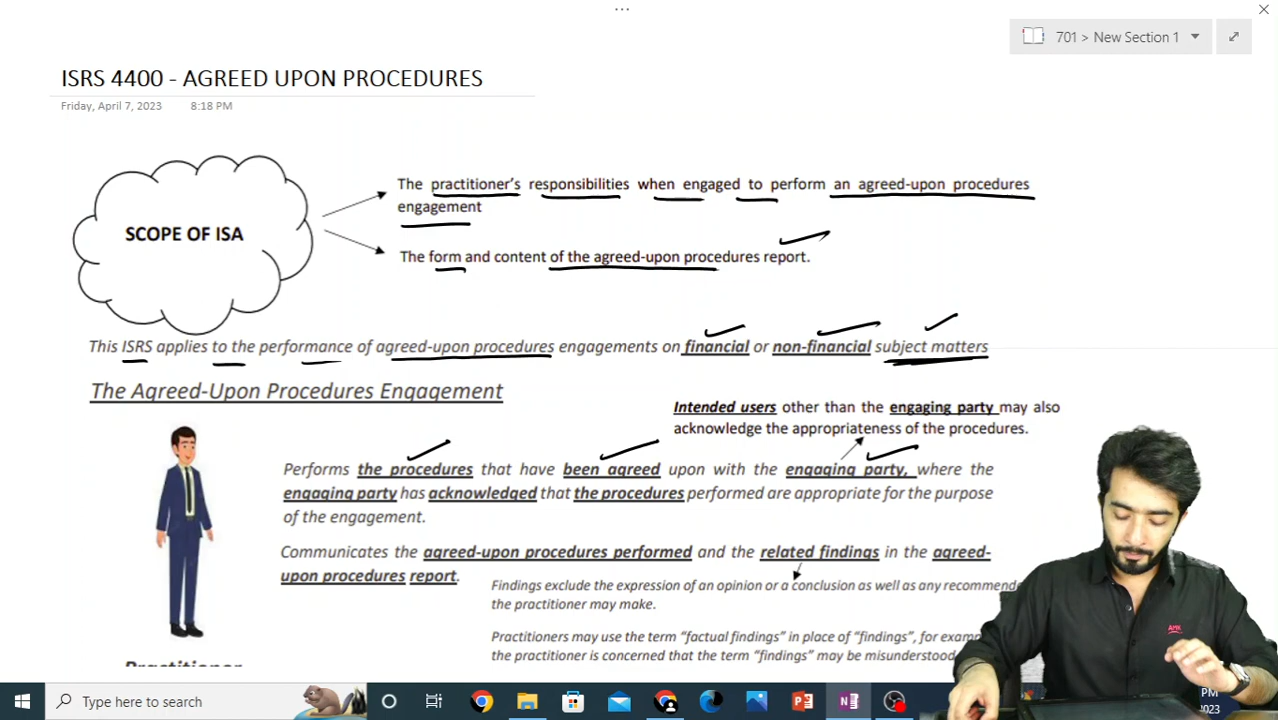 701 > New Section 1
ISRS 4400 - AGREED UPON PROCEDURES
Friday, April 7, 2023 8:18 PM
SCOPE OF ISA
The practitioner's responsibilities when engaged to perform an agreed-upon procedures
engagement
The form and content of the agreed-upon procedures report.
This ISRS applies to the performance of agreed-upon procedures engagements on financial or non-financial subject matters
The Agreed-Upon Procedures Engagement
Intended users other than the engaging party may also
acknowledge the appropriateness of the procedures.
Performs the procedures that have been agreed upon with the engaging party, where the
engaging party has acknowledged that the procedures performed are appropriate for the purpose
of the engagement.
Communicates the agreed-upon procedures performed and the related findings in the agreed-
upon procedures report.
Findings exclude the expression of an opinion or a conclusion as well as any recommend
the practitioner may make.
Practitioners may use the term "factual findings" in place of "findings", for examp
the practitioner is concerned that the term "findings" may be misunderstood
Practitioner
AMK
Type here to search
PM
2023